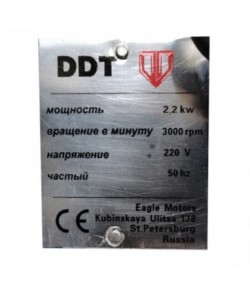 DDT
мощность 2,2 kw
вращение в минуту 3000 rpm
напряжение 220 V
частый 50 hz
CE
Eagle Motors
Kubinskaya Ulitsa 178
St.Petersburg
Russia